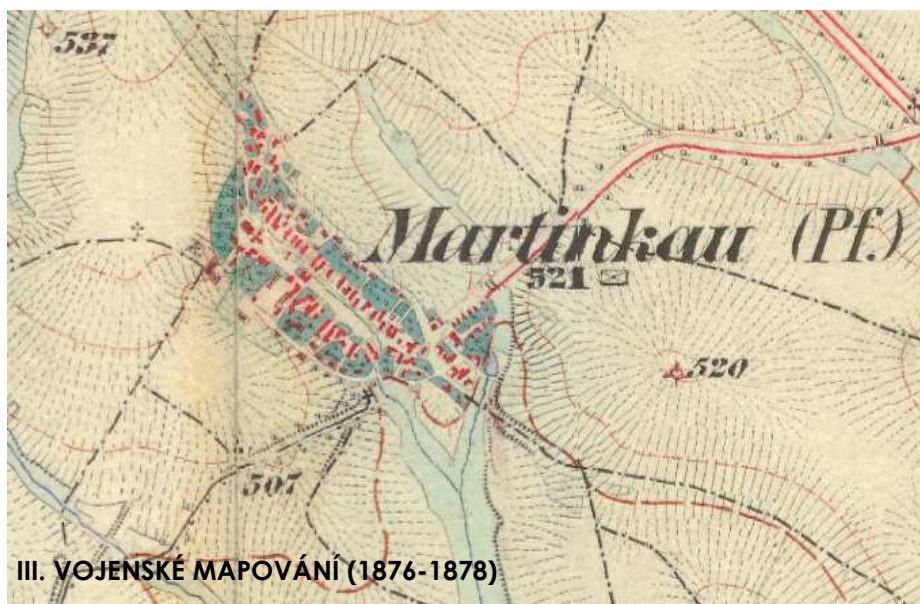 537
Martinkau (Pf.)
521
520
507
III. VOJENSKÉ MAPOVÁNÍ (1876-1878)